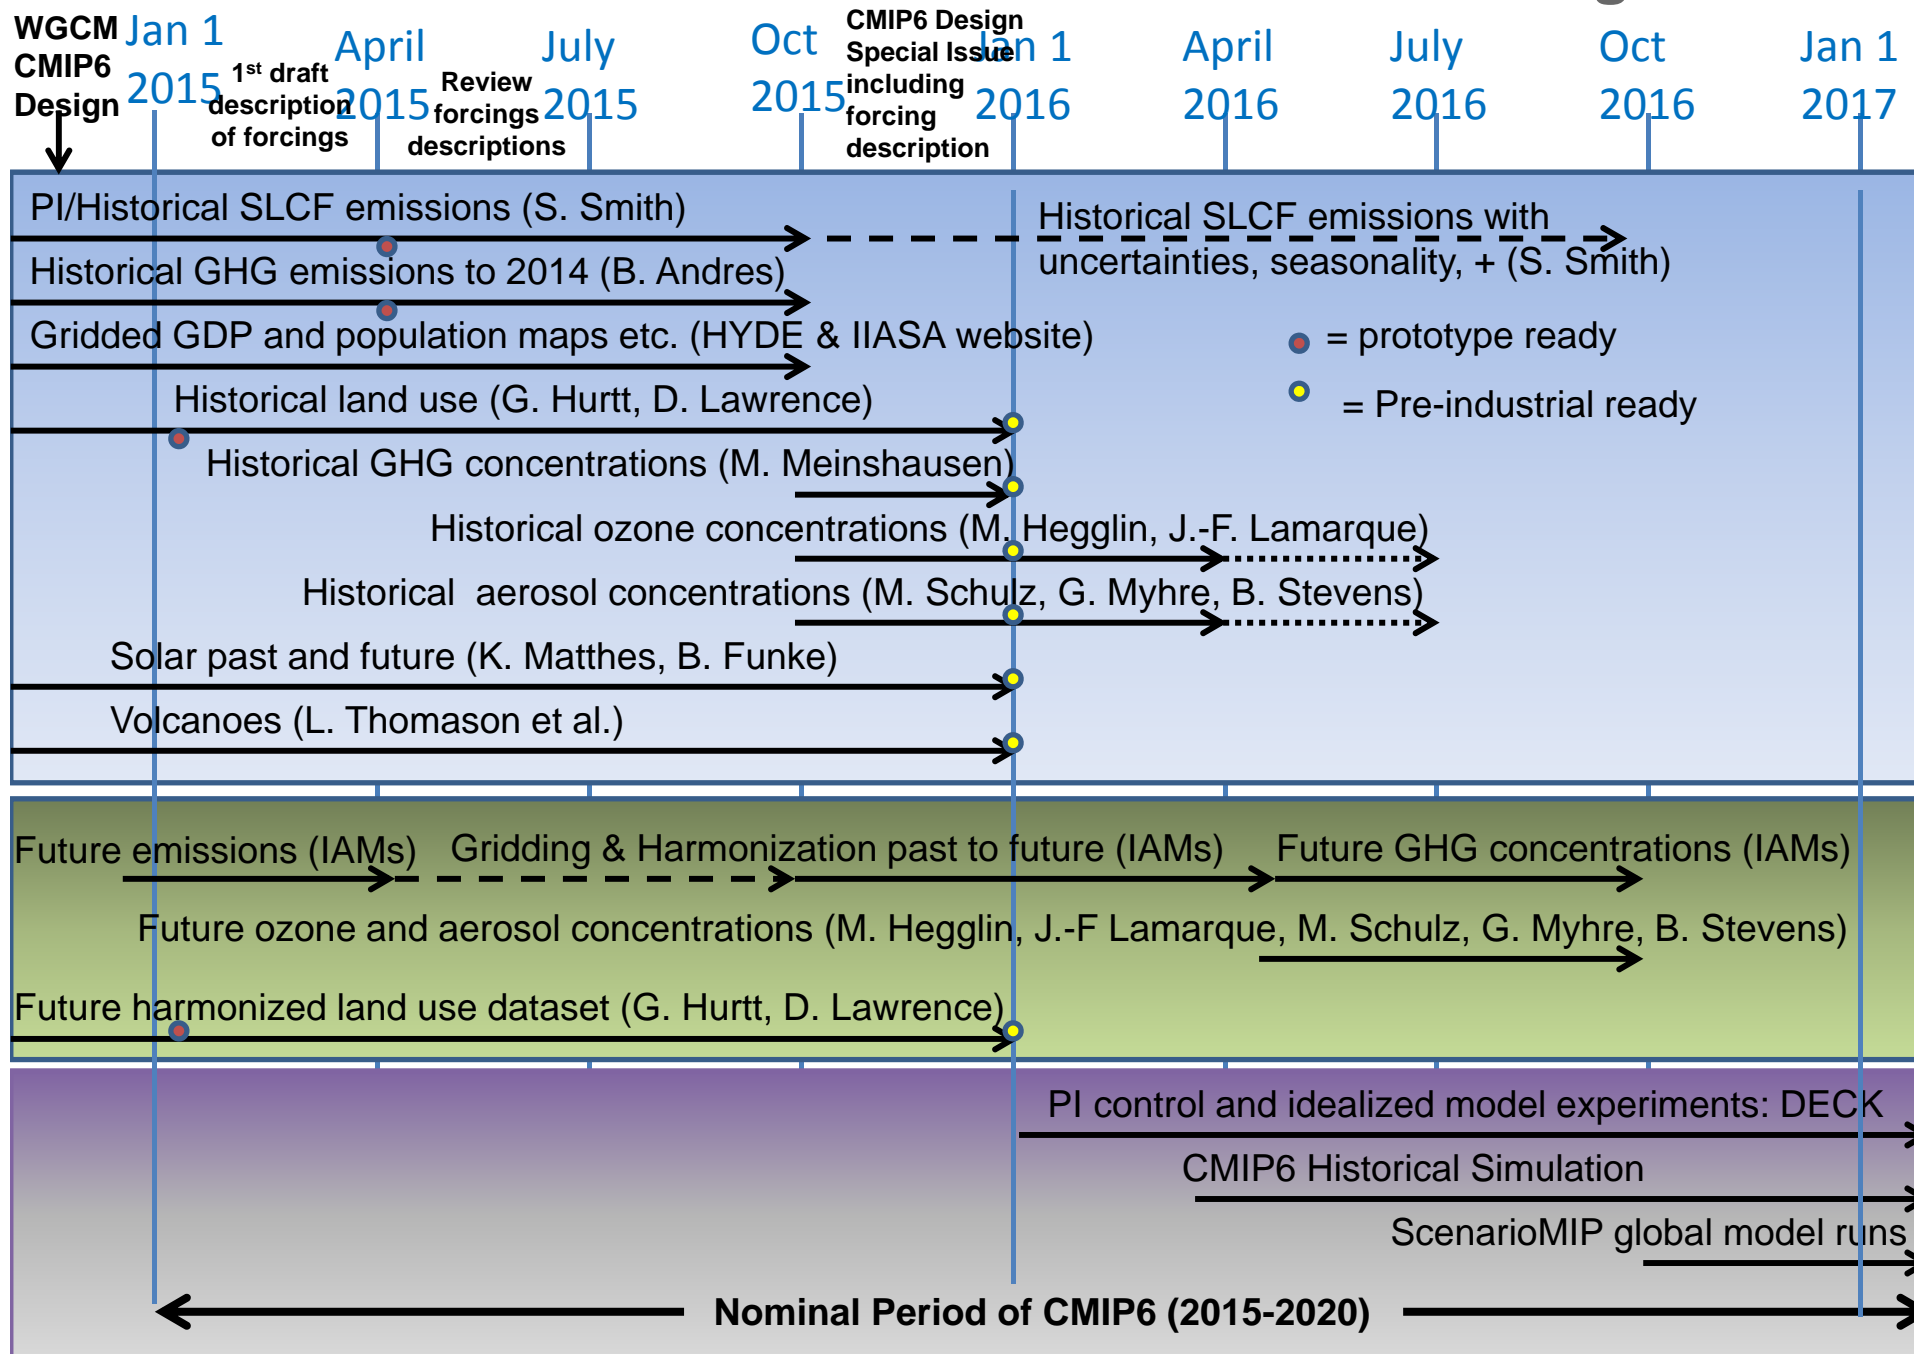 WGCM
CMIP6
Design
Jan 1
2015
1st draft
description
of forcings
April
2015
Review
forcings
descriptions
July
2015
Oct
2015
CMIP6 Design
Special Issue
including
forcing
description
Jan 1
2016
April
2016
July
2016
Oct
2016
Jan 1
2017
PI/Historical SLCF emissions (S. Smith)
Historical SLCF emissions with
uncertainties, seasonality, + (S. Smith)
Historical GHG emissions to 2014 (B. Andres)
Gridded GDP and population maps etc. (HYDE & IIASA website)
= prototype ready
Historical land use (G. Hurtt, D. Lawrence)
= Pre-industrial ready
Historical GHG concentrations (M. Meinshausen)
Historical ozone concentrations (M. Hegglin, J.-F. Lamarque)
Historical aerosol concentrations (M. Schulz, G. Myhre, B. Stevens)
Solar past and future (K. Matthes, B. Funke)
Volcanoes (L. Thomason et al.)
Future emissions (IAMs)
Gridding & Harmonization past to future (IAMs)
Future GHG concentrations (IAMs)
Future ozone and aerosol concentrations (M. Hegglin, J.-F Lamarque, M. Schulz, G. Myhre, B. Stevens)
Future harmonized land use dataset (G. Hurtt, D. Lawrence)
PI control and idealized model experiments: DECK
CMIP6 Historical Simulation
ScenarioMIP global model runs
Nominal Period of CMIP6 (2015-2020)